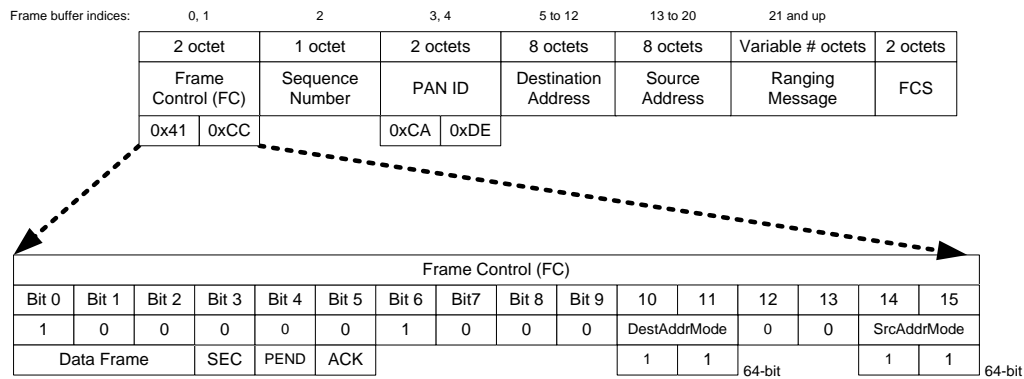 Frame buffer indices: 0, 1 2 3, 4 5 to 12 13 to 20 21 and up
2 octet 1 octet 2 octets 8 octets 8 octets Variable # octets 2 octets
Frame Control (FC) Sequence Number PAN ID Destination Address Source Address Ranging Message FCS
0x41 0xCC 0xCA 0xDE
Frame Control (FC)
Bit 0 Bit 1 Bit 2 Bit 3 Bit 4 Bit 5 Bit 6 Bit7 Bit 8 Bit 9 10 11 12 13 14 15
1 0 0 0 0 0 1 0 0 0 DestAddrMode 0 0 SrcAddrMode
Data Frame SEC PEND ACK 1 1 64-bit 1 1 64-bit